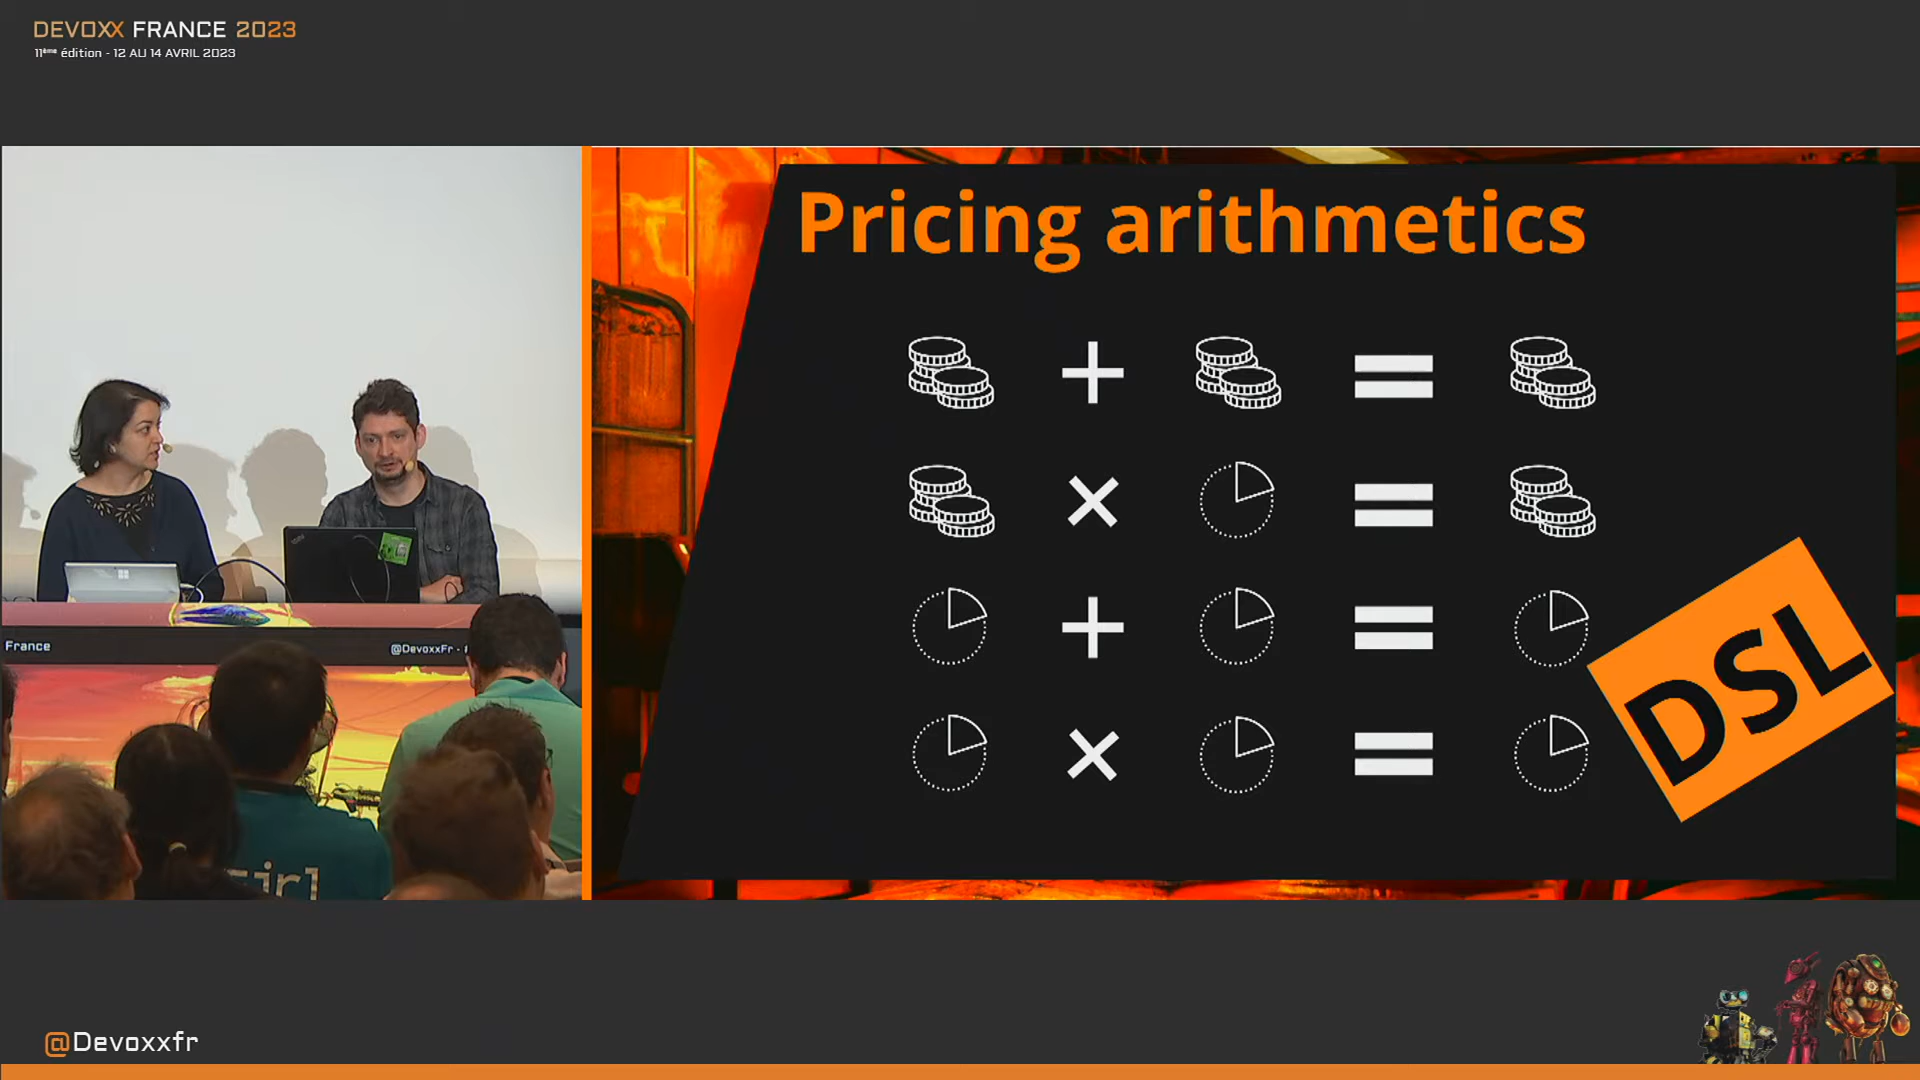 DEVOXX FRANCE 2023
11ème édition - 12 AU 14 AVRIL 2023
Pricing arithmetics
+ =
× =
+ =
× =
DSL
France
@DevoxxFr - #
@Devoxxfr